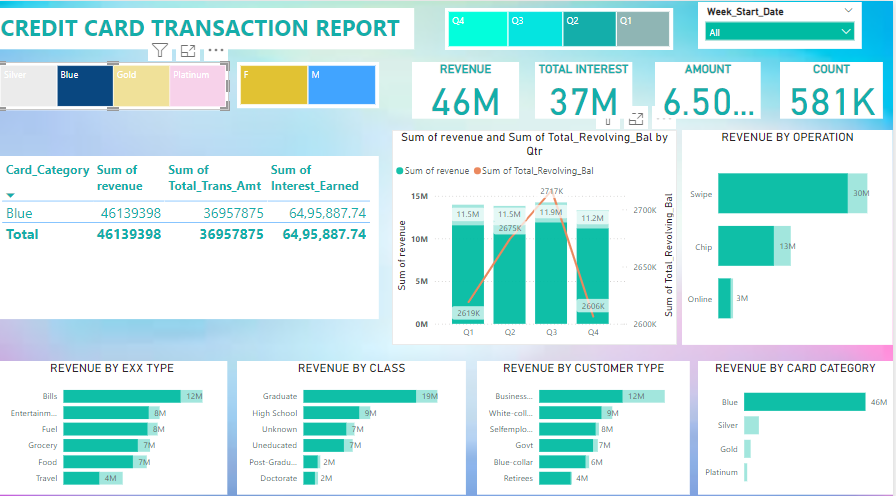 CREDIT CARD TRANSACTION REPORT
Q4 Q3 Q2 Q1
Week_Start_Date
All
Silver Blue Gold Platinum
F M
REVENUE
46M
TOTAL INTEREST
37M
AMOUNT
6.50...
COUNT
581K
Card_Category Sum of revenue Sum of Total_Trans_Amt Sum of Interest_Earned
Blue 46139398 36957875 64,95,887.74
Total 46139398 36957875 64,95,887.74
Sum of revenue and Sum of Total_Revolving_Bal by
Qtr
Sum of revenue Sum of Total_Revolving_Bal
Sum of revenue
15M
10M
5M
0M
11.5M 11.5M 11.9M 11.2M
2619K 2675K 2717K 2606K
Q1 Q2 Q3 Q4
2700K
2650K
2600K
Sum of Total_Revolving_Bal
REVENUE BY OPERATION
Swipe 30M
Chip 13M
Online 3M
REVENUE BY EXX TYPE
Bills 12M
Entertainm... 8M
Fuel 8M
Grocery 7M
Food 7M
Travel 4M
REVENUE BY CLASS
Graduate 19M
High School 9M
Unknown 7M
Uneducated 7M
Post-Gradu... 2M
Doctorate 2M
REVENUE BY CUSTOMER TYPE
Business... 12M
White-coll... 9M
Selfemplo... 8M
Govt 7M
Blue-collar 6M
Retirees 4M
REVENUE BY CARD CATEGORY
Blue 46M
Silver
Gold
Platinum